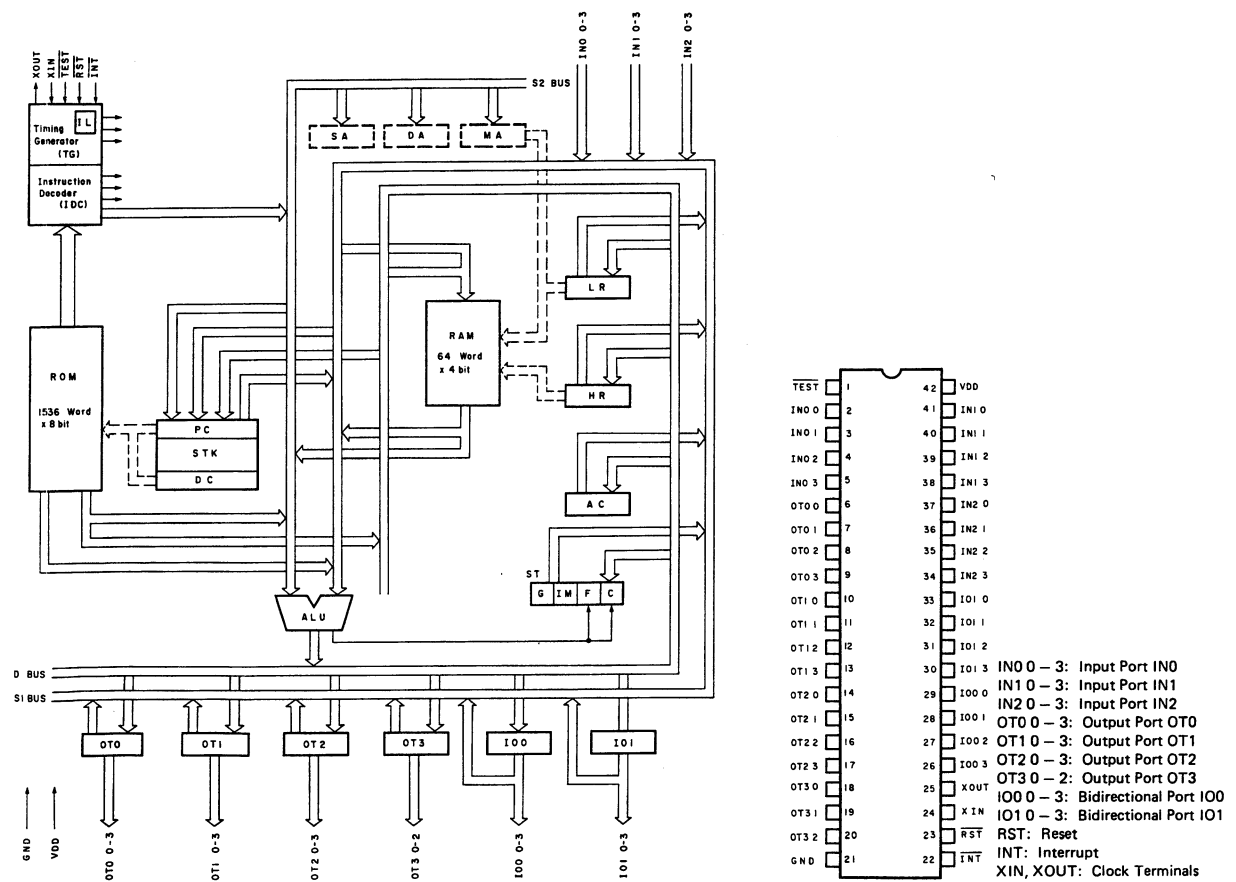 XOUT
XIN
TEST
RST
INT
IN0 0-3
IN1 0-3
IN2 0-3
S2 BUS
IL
Timing
Generator
(TG)
SA
DA
MA
Instruction
Decoder
(IDC)
LR
RAM
64 Word
x 4 bit
ROM
1536 Word
x 8 bit
HR
PC
STK
DC
AC
ST
G
IM
F
C
ALU
D BUS
S1 BUS
OT0
OT1
OT2
OT3
IO0
IO1
GND
VDD
OT0 0-3
OT1 0-3
OT2 0-3
OT3 0-2
IO0 0-3
IO1 0-3
TEST 1 42 VDD
IN0 0 2 41 IN1 0
IN0 1 3 40 IN1 1
IN0 2 4 39 IN1 2
IN0 3 5 38 IN1 3
OT0 0 6 37 IN2 0
OT0 1 7 36 IN2 1
OT0 2 8 35 IN2 2
OT0 3 9 34 IN2 3
OT1 0 10 33 IO1 0
OT1 1 11 32 IO1 1
OT1 2 12 31 IO1 2
OT1 3 13 30 IO1 3
OT2 0 14 29 IO0 0
OT2 1 15 28 IO0 1
OT2 2 16 27 IO0 2
OT2 3 17 26 IO0 3
OT3 0 18 25 XOUT
OT3 1 19 24 XIN
OT3 2 20 23 RST
GND 21 22 INT
IN0 0 – 3: Input Port IN0
IN1 0 – 3: Input Port IN1
IN2 0 – 3: Input Port IN2
OT0 0 – 3: Output Port OT0
OT1 0 – 3: Output Port OT1
OT2 0 – 3: Output Port OT2
OT3 0 – 2: Output Port OT3
IO0 0 – 3: Bidirectional Port IO0
IO1 0 – 3: Bidirectional Port IO1
RST: Reset
INT: Interrupt
XIN, XOUT: Clock Terminals